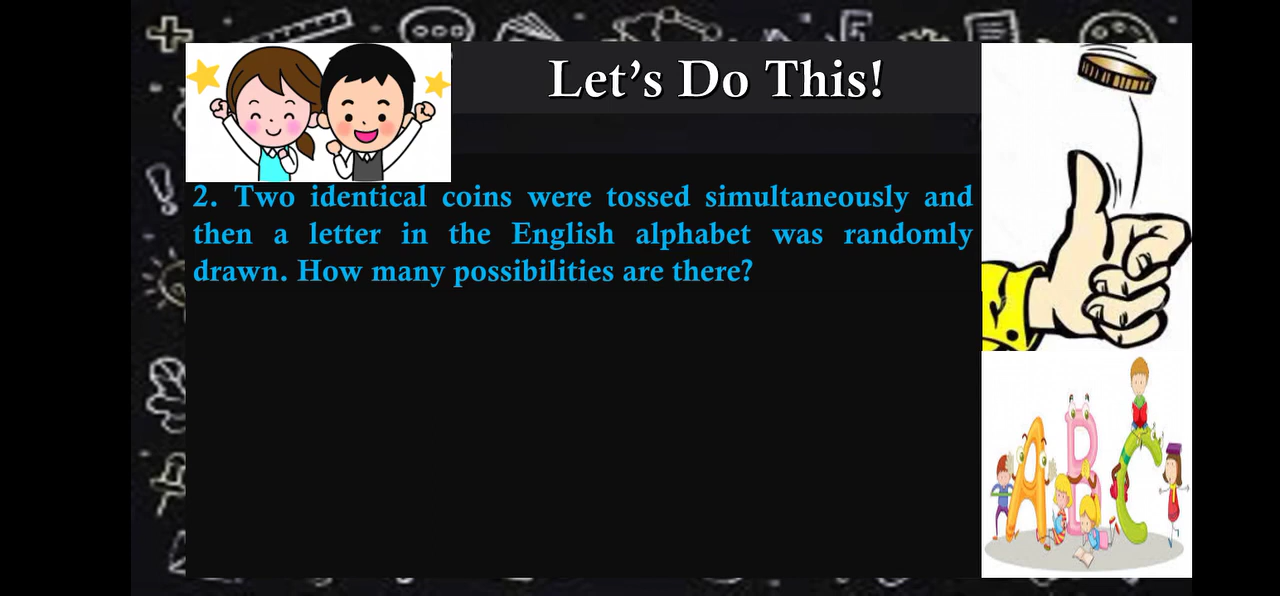 Let's Do This!
2. Two identical coins were tossed simultaneously and
then a letter in the English alphabet was randomly
drawn. How many possibilities are there?
A B C